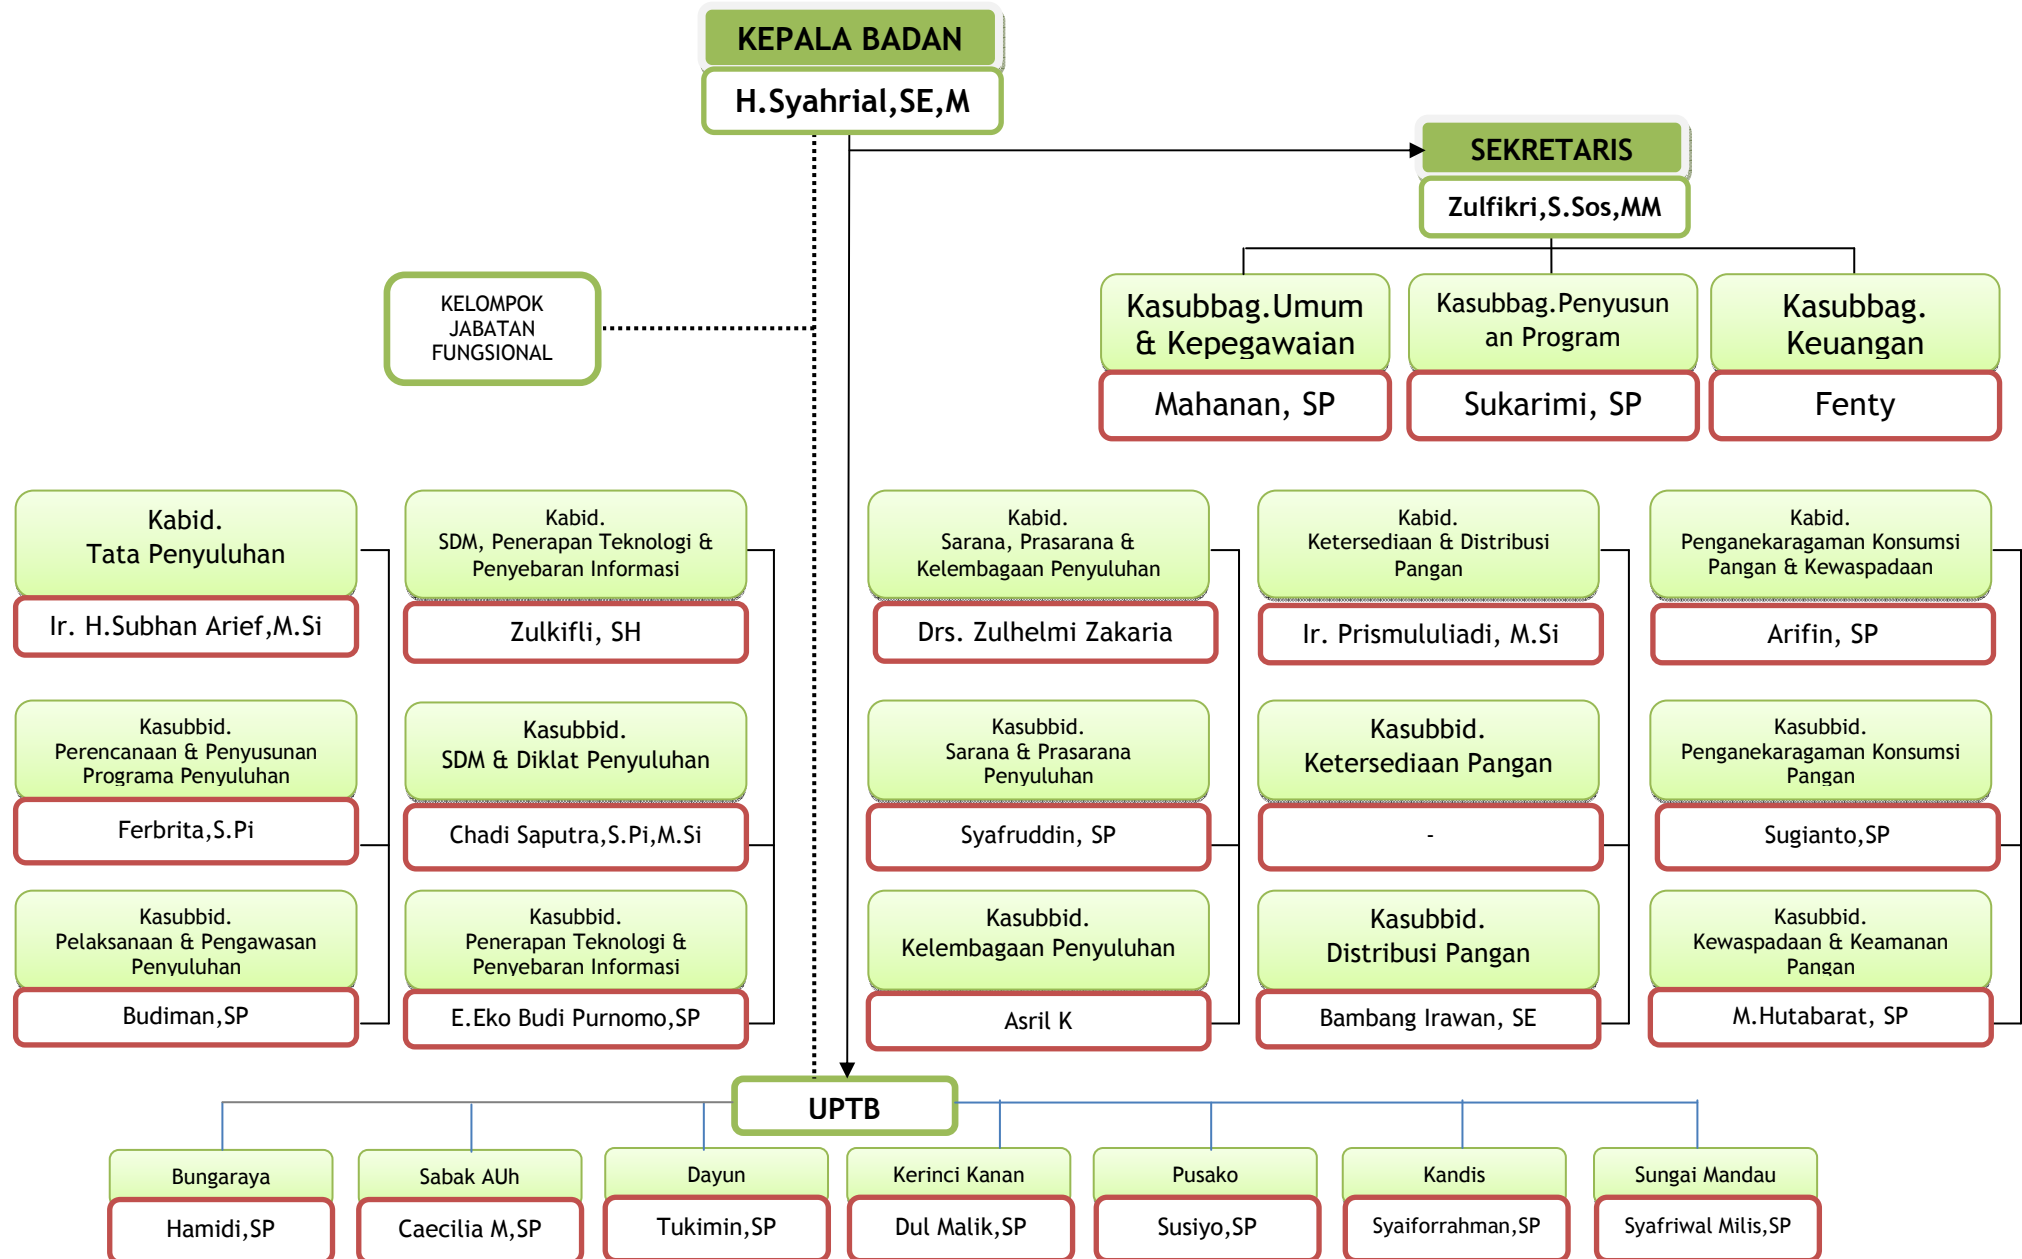 KEPALA BADAN
H.Syahrial,SE,M
SEKRETARIS
Zulfikri,S.Sos,MM
KELOMPOK
JABATAN
FUNGSIONAL
Kasubbag.Umum
& Kepegawaian
Mahanan, SP
Kasubbag.Penyusun
an Program
Sukarimi, SP
Kasubbag.
Keuangan
Fenty
Kabid.
Tata Penyuluhan
Ir. H.Subhan Arief,M.Si
Kabid.
SDM, Penerapan Teknologi &
Penyebaran Informasi
Zulkifli, SH
Kabid.
Sarana, Prasarana &
Kelembagaan Penyuluhan
Drs. Zulhelmi Zakaria
Kabid.
Ketersediaan & Distribusi
Pangan
Ir. Prismululiadi, M.Si
Kabid.
Penganekaragaman Konsumsi
Pangan & Kewaspadaan
Arifin, SP
Kasubbid.
Perencanaan & Penyusunan
Programa Penyuluhan
Ferbrita,S.Pi
Kasubbid.
SDM & Diklat Penyuluhan
Chadi Saputra,S.Pi,M.Si
Kasubbid.
Sarana & Prasarana
Penyuluhan
Syafruddin, SP
Kasubbid.
Ketersediaan Pangan
-
Kasubbid.
Penganekaragaman Konsumsi
Pangan
Sugianto,SP
Kasubbid.
Pelaksanaan & Pengawasan
Penyuluhan
Budiman,SP
Kasubbid.
Penerapan Teknologi &
Penyebaran Informasi
E.Eko Budi Purnomo,SP
Kasubbid.
Kelembagaan Penyuluhan
Asril K
Kasubbid.
Distribusi Pangan
Bambang Irawan, SE
Kasubbid.
Kewaspadaan & Keamanan
Pangan
M.Hutabarat, SP
UPTB
Bungaraya
Hamidi,SP
Sabak AUh
Caecilia M,SP
Dayun
Tukimin,SP
Kerinci Kanan
Dul Malik,SP
Pusako
Susiyo,SP
Kandis
Syaiforrahman,SP
Sungai Mandau
Syafriwal Milis,SP